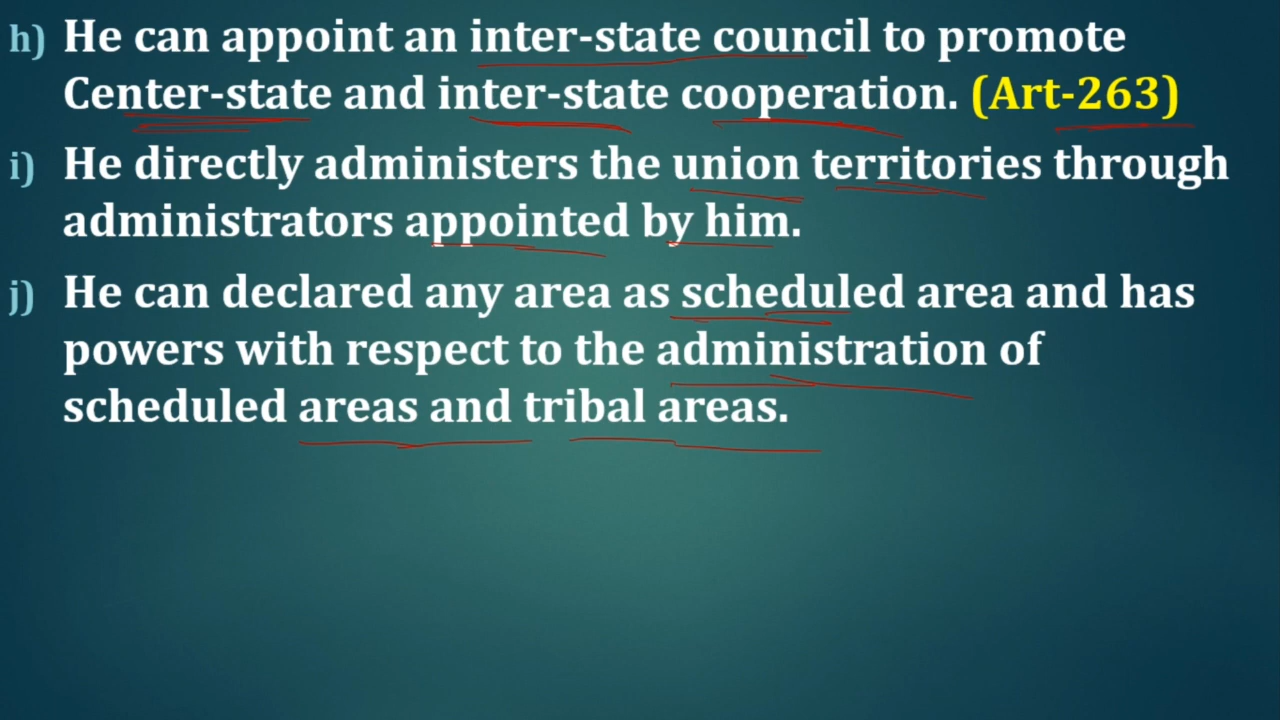 h) He can appoint an inter-state council to promote
Center-state and inter-state cooperation. (Art-263)
i) He directly administers the union territories through
administrators appointed by him.
j) He can declared any area as scheduled area and has
powers with respect to the administration of
scheduled areas and tribal areas.